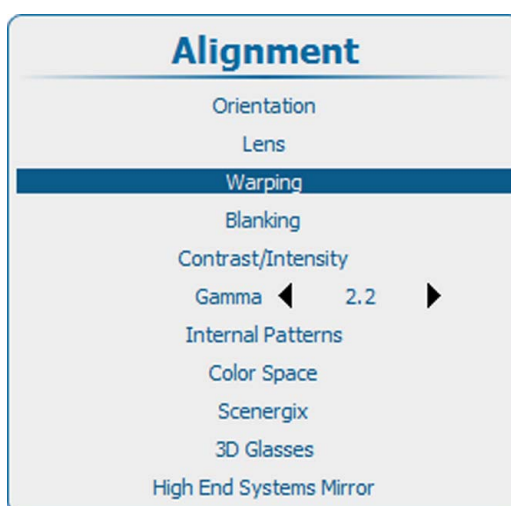 Alignment
Orientation
Lens
Warping
Blanking
Contrast/Intensity
Gamma 2.2
Internal Patterns
Color Space
Scenergix
3D Glasses
High End Systems Mirror